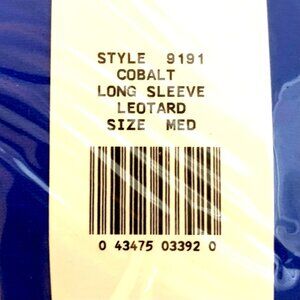 STYLE 9191
COBALT
LONG SLEEVE
LEOTARD
SIZE MED
0 43475 03392 0